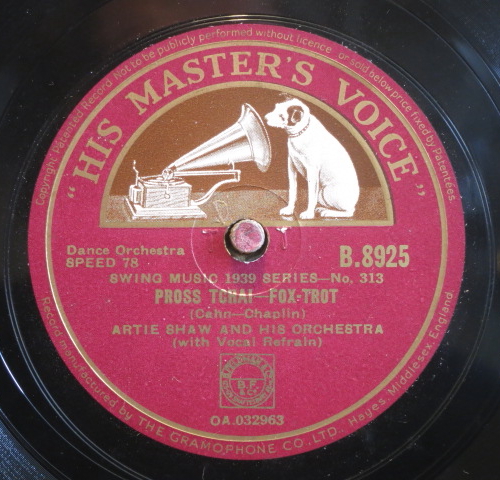 Copyright Patented Record. Not to be publicly performed without licence, or sold below price fixed by Patentees.
"HIS MASTER'S VOICE"
Dance Orchestra
SPEED 78
B.8925
SWING MUSIC 1939 SERIES—No. 313
PROSS TCHAI—FOX-TROT
(Cahn—Chaplin)
ARTIE SHAW AND HIS ORCHESTRA
(with Vocal Refrain)
B.P.
& Co
OA.032963
Record manufactured by THE GRAMOPHONE CO., LTD. Hayes, Middlesex, England